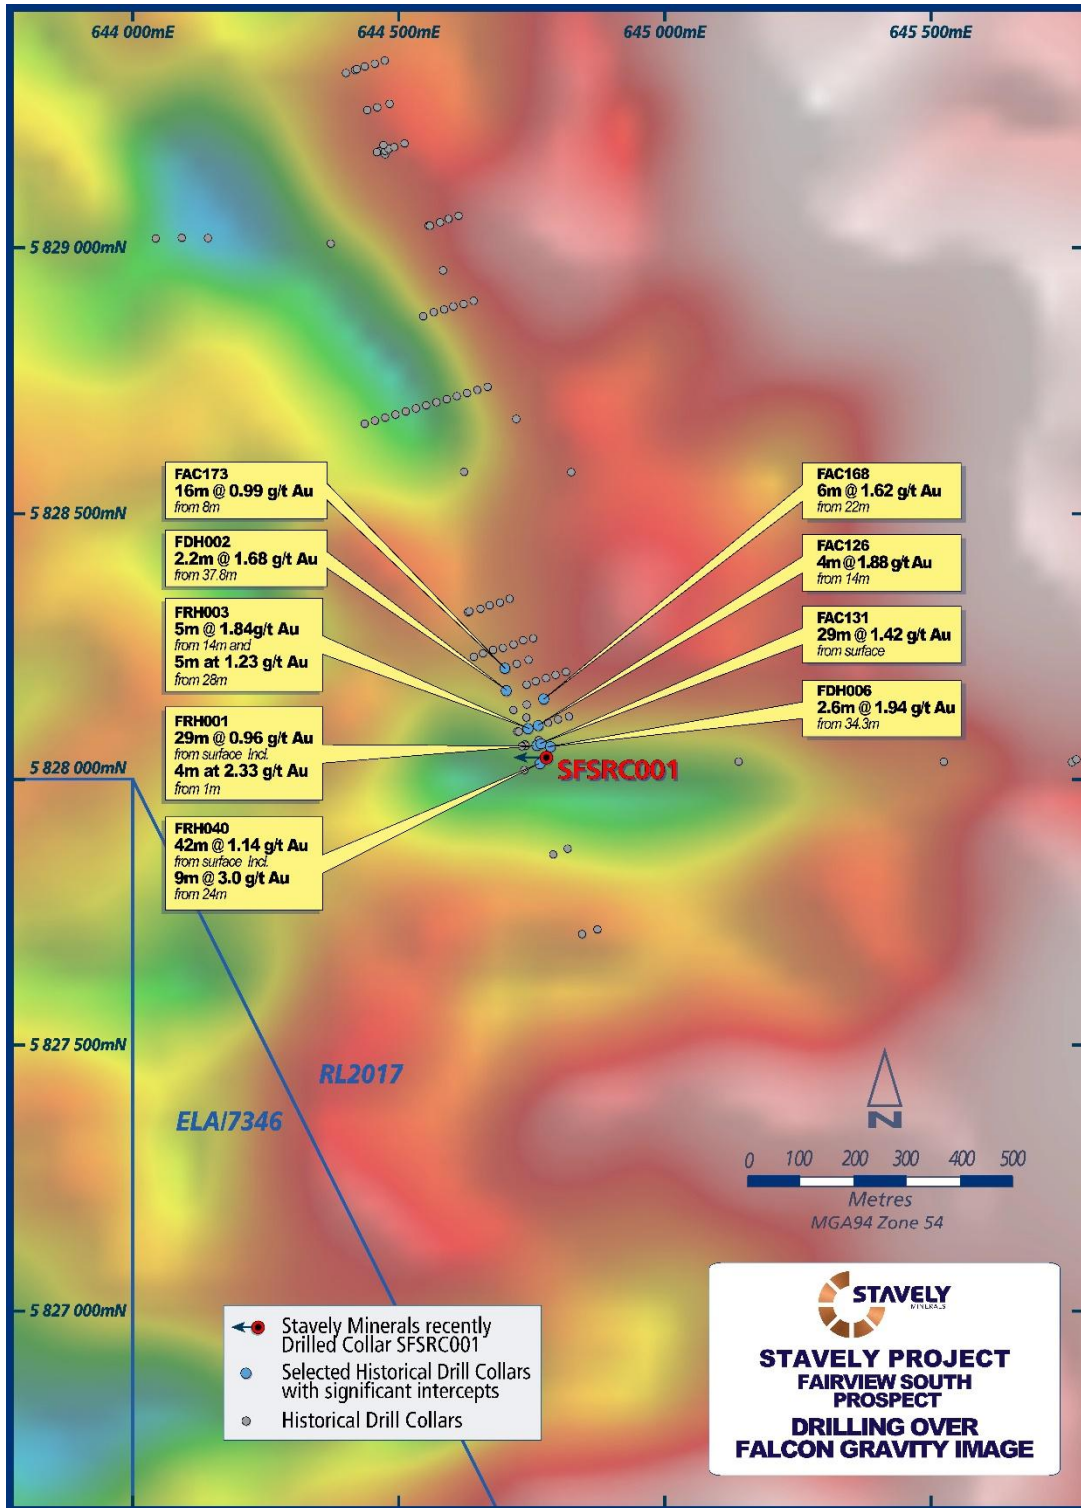 644 000mE
644 500mE
645 000mE
645 500mE
5 829 000mN
FAC173
16m @ 0.99 g/t Au
from 8m
FAC168
6m @ 1.62 g/t Au
from 22m
5 828 500mN
FDH002
2.2m @ 1.68 g/t Au
from 37.8m
FAC126
4m @ 1.88 g/t Au
from 14m
FRH003
5m @ 1.84g/t Au
from 14m and
5m at 1.23 g/t Au
from 28m
FAC131
29m @ 1.42 g/t Au
from surface
FDH006
2.6m @ 1.94 g/t Au
from 34.3m
FRH001
29m @ 0.96 g/t Au
from surface Incl.
4m at 2.33 g/t Au
from 1m
5 828 000mN
SFSRC001
FRH040
42m @ 1.14 g/t Au
from surface Incl.
9m @ 3.0 g/t Au
from 24m
5 827 500mN
RL2017
ELA/7346
N
0 100 200 300 400 500
Metres
MGA94 Zone 54
5 827 000mN
Stavely Minerals recently
Drilled Collar SFSRC001
Selected Historical Drill Collars
with significant intercepts
Historical Drill Collars
STAVELY
MINERALS
STAVELY PROJECT
FAIRVIEW SOUTH
PROSPECT
DRILLING OVER
FALCON GRAVITY IMAGE